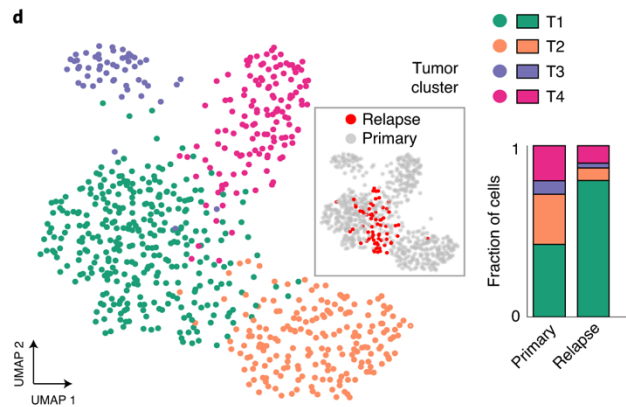 d
T1
T2
T3
T4
Tumor
cluster
Relapse
Primary
1
Fraction of cells
0
Primary
Relapse
UMAP 2
UMAP 1